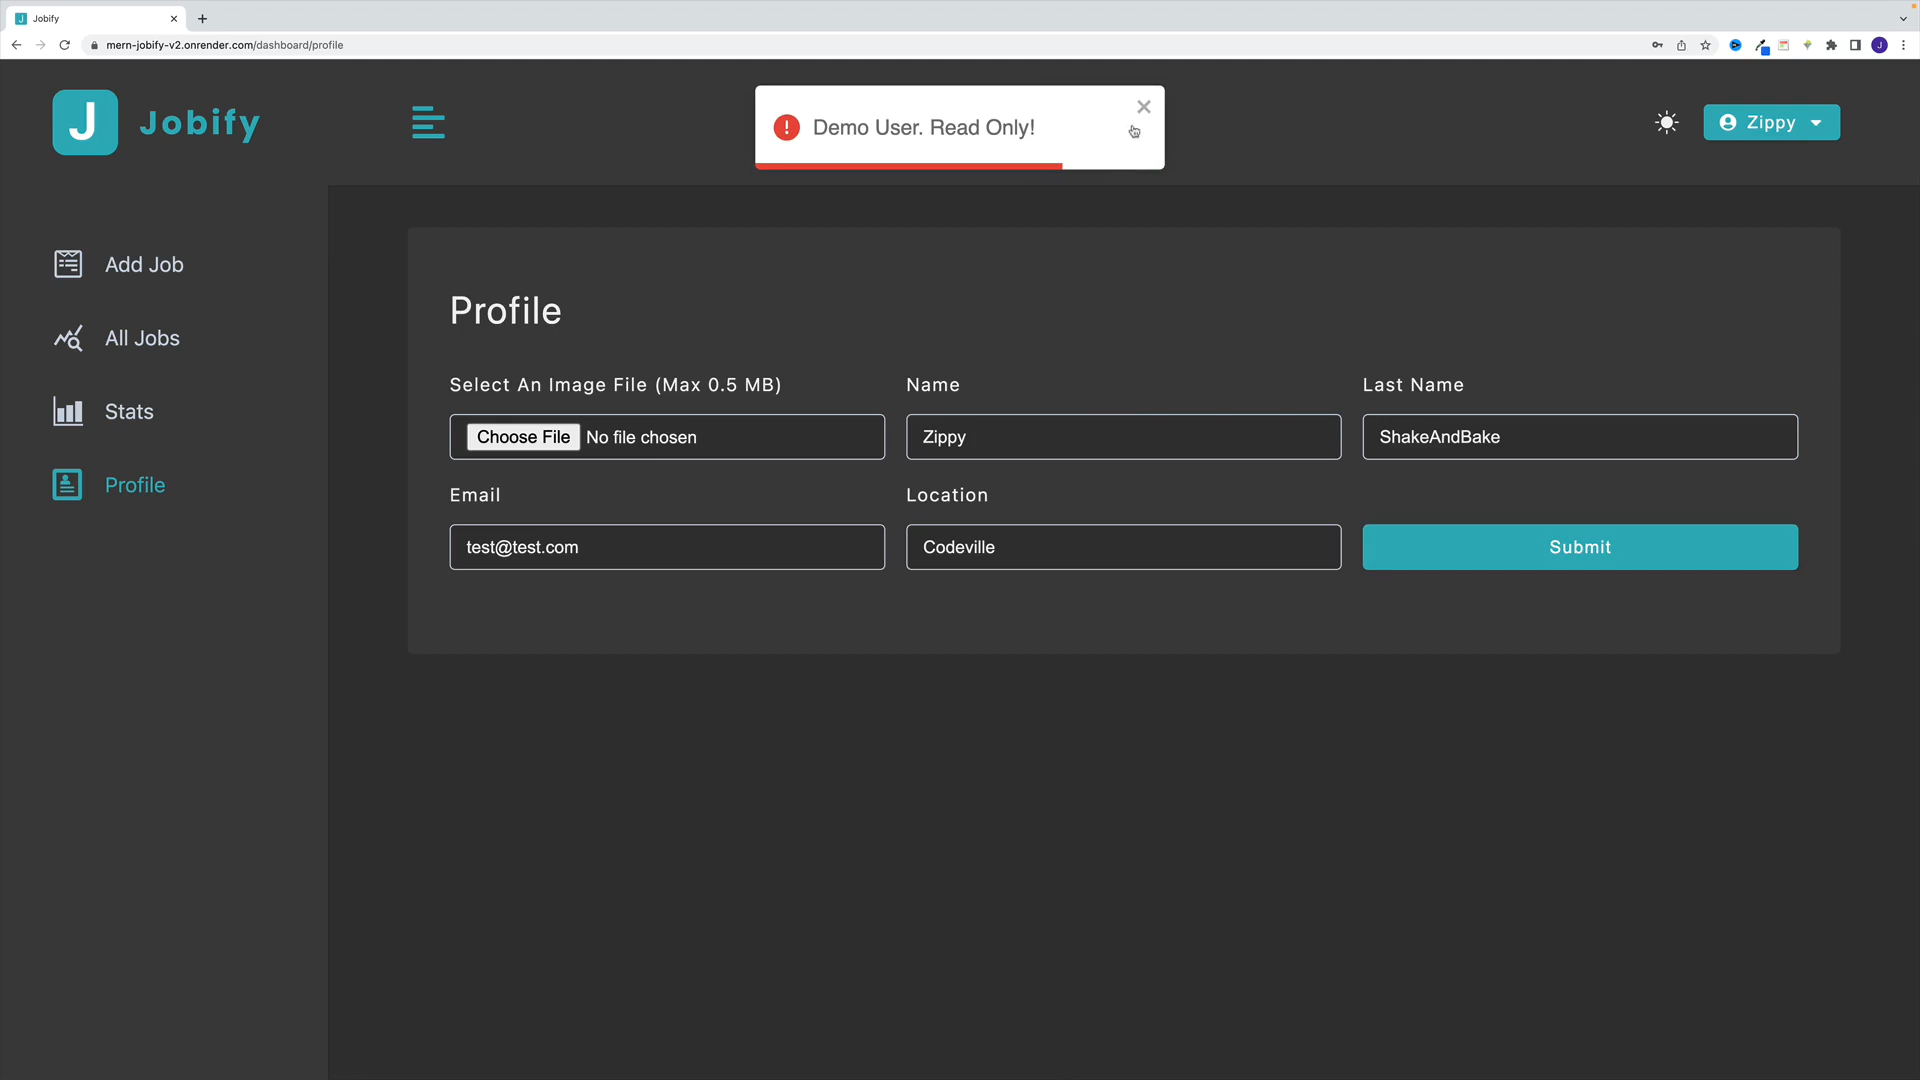 Jobify
mern-jobify-v2.onrender.com/dashboard/profile
J
J Jobify
Demo User. Read Only!
Zippy
Add Job
All Jobs
Stats
Profile
Profile
Select An Image File (Max 0.5 MB)
Name
Last Name
Choose File No file chosen
Zippy
ShakeAndBake
Email
Location
test@test.com
Codeville
Submit